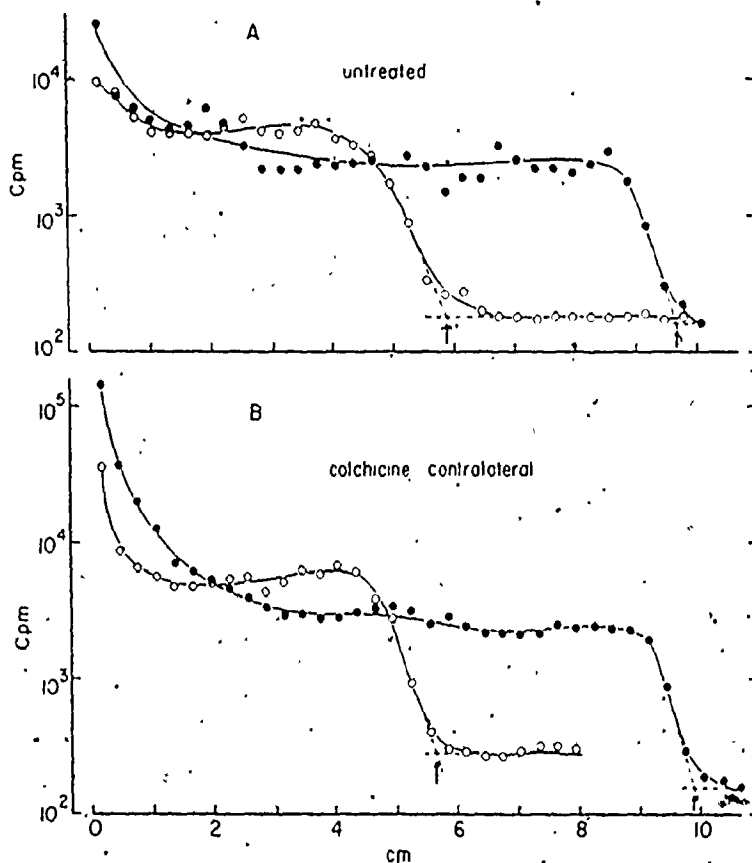 A
untreated
10⁴
Cpm
10³
10²
B
10⁵
colchicine contralateral
10⁴
Cpm
10³
10²
0 2 4 6 8 10
cm